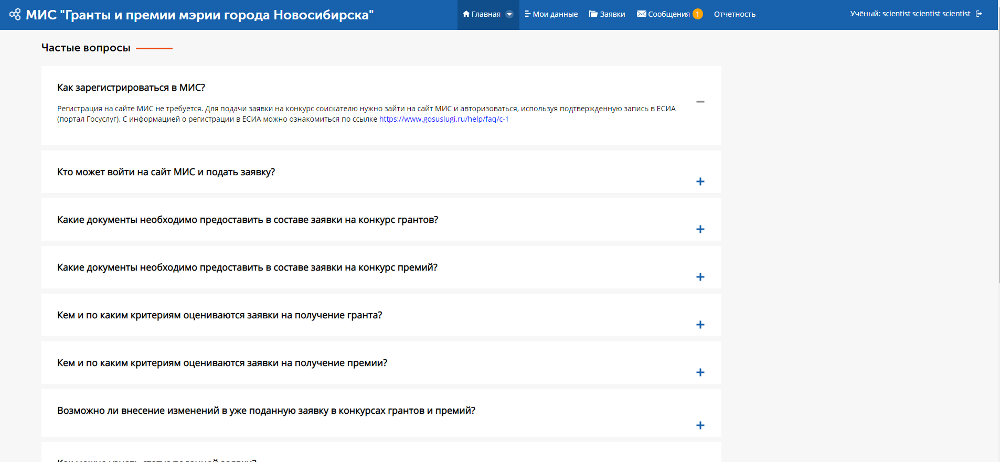 МИС "Гранты и премии мэрии города Новосибирска"
Главная
Мои данные
Заявки
Сообщения 1
Отчетность
Учёный: scientist scientist scientist
Частые вопросы
Как зарегистрироваться в МИС?
Регистрация на сайте МИС не требуется. Для подачи заявки на конкурс соискателю нужно зайти на сайт МИС и авторизоваться, используя подтвержденную запись в ЕСИА
(портал Госуслуг). С информацией о регистрации в ЕСИА можно ознакомиться по ссылке https://www.gosuslugi.ru/help/faq/c-1
Кто может войти на сайт МИС и подать заявку?
Какие документы необходимо предоставить в составе заявки на конкурс грантов?
Какие документы необходимо предоставить в составе заявки на конкурс премий?
Кем и по каким критериям оцениваются заявки на получение гранта?
Кем и по каким критериям оцениваются заявки на получение премии?
Возможно ли внесение изменений в уже поданную заявку в конкурсах грантов и премий?
Как можно узнать статус поданной заявки?